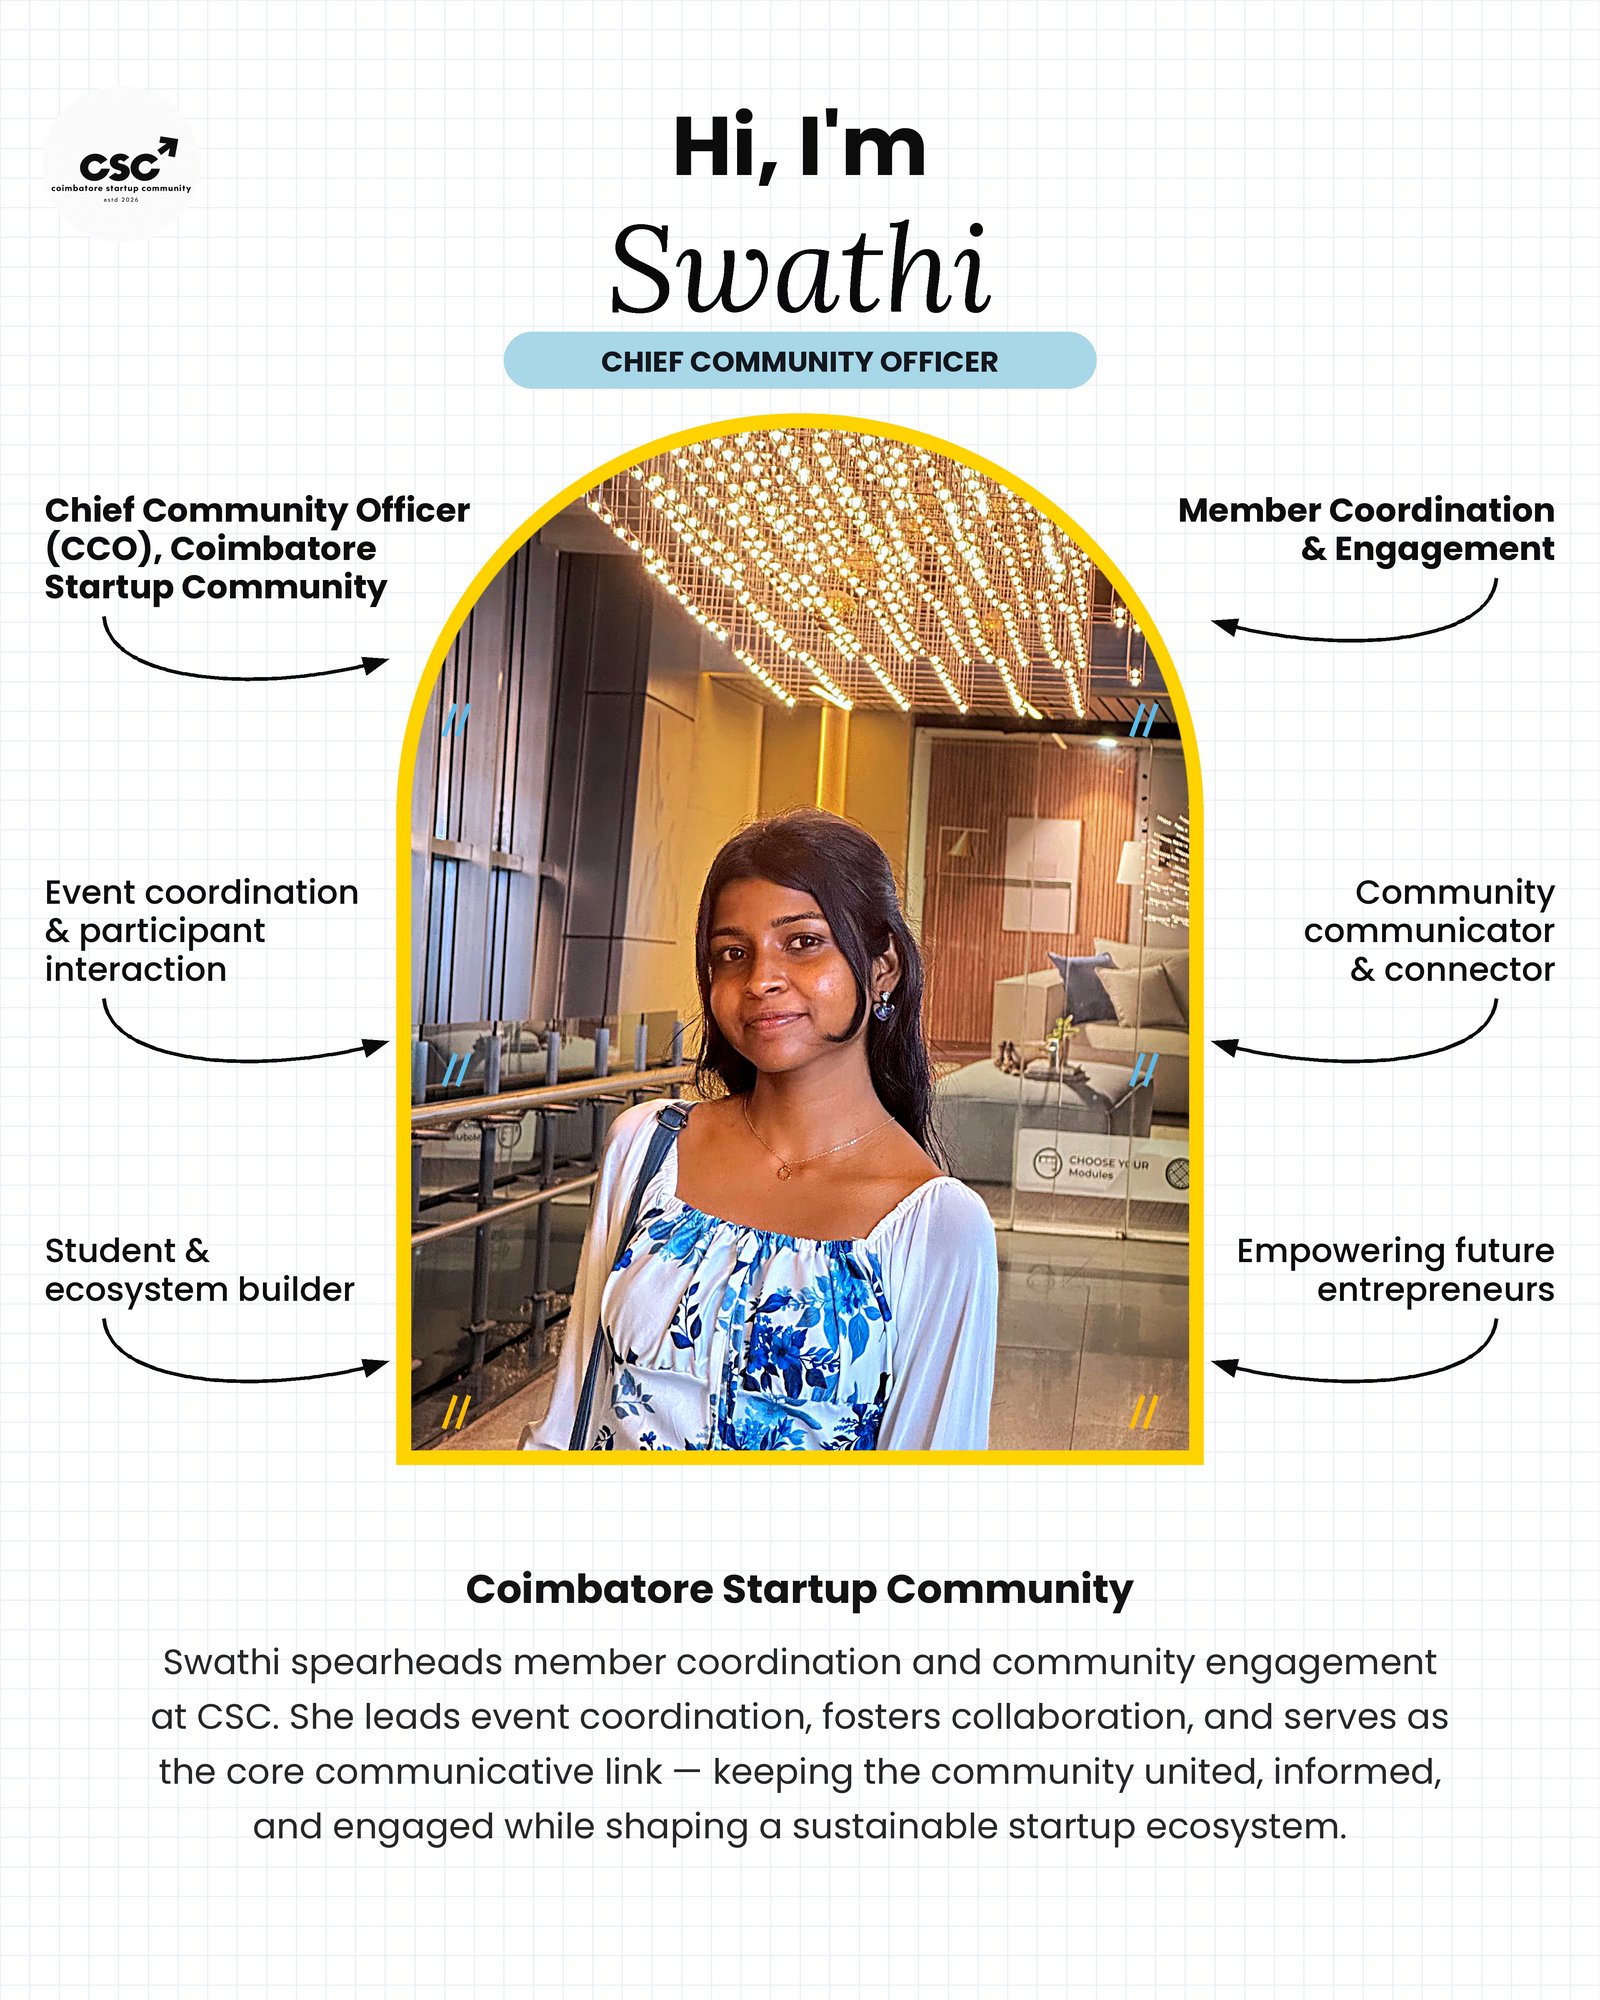 csc
coimbatore startup community
estd 2026
Hi, I'm
Swathi
CHIEF COMMUNITY OFFICER
Chief Community Officer
(CCO), Coimbatore
Startup Community
Member Coordination
& Engagement
Event coordination
& participant
interaction
Community
communicator
& connector
CHOOSE YOUR
Modules
Student &
ecosystem builder
Empowering future
entrepreneurs
Coimbatore Startup Community
Swathi spearheads member coordination and community engagement
at CSC. She leads event coordination, fosters collaboration, and serves as
the core communicative link — keeping the community united, informed,
and engaged while shaping a sustainable startup ecosystem.